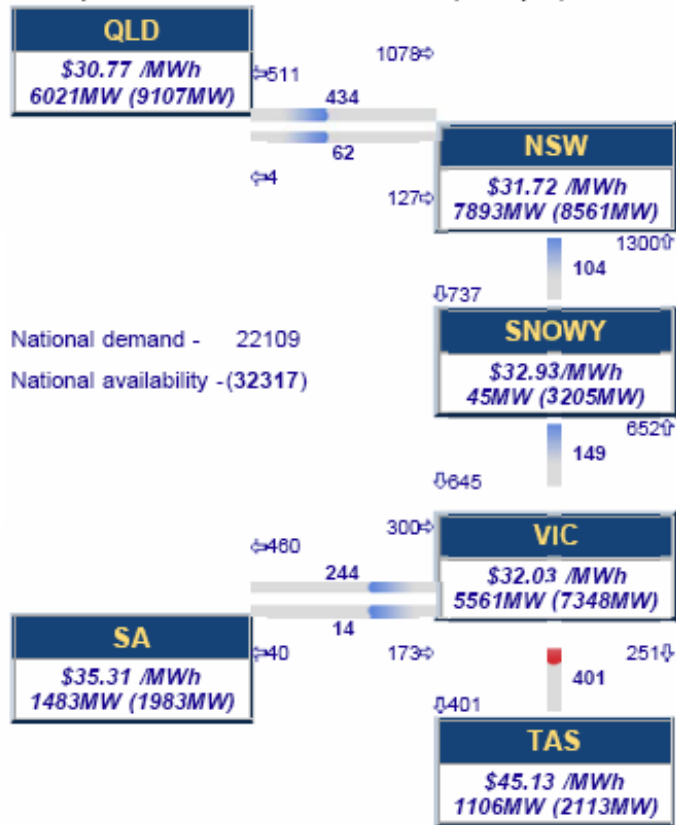 QLD
$30.77 /MWh
6021MW (9107MW)
⇦511
1078⇨
434
62
⇦4
127⇨
NSW
$31.72 /MWh
7893MW (8561MW)
1300⇧
104
⇩737
National demand - 22109
National availability -(32317)
SNOWY
$32.93/MWh
45MW (3205MW)
652⇧
149
⇩645
300⇨
⇦460
244
14
VIC
$32.03 /MWh
5561MW (7348MW)
SA
$35.31 /MWh
1483MW (1983MW)
⇦40
173⇨
251⇩
401
⇩401
TAS
$45.13 /MWh
1106MW (2113MW)